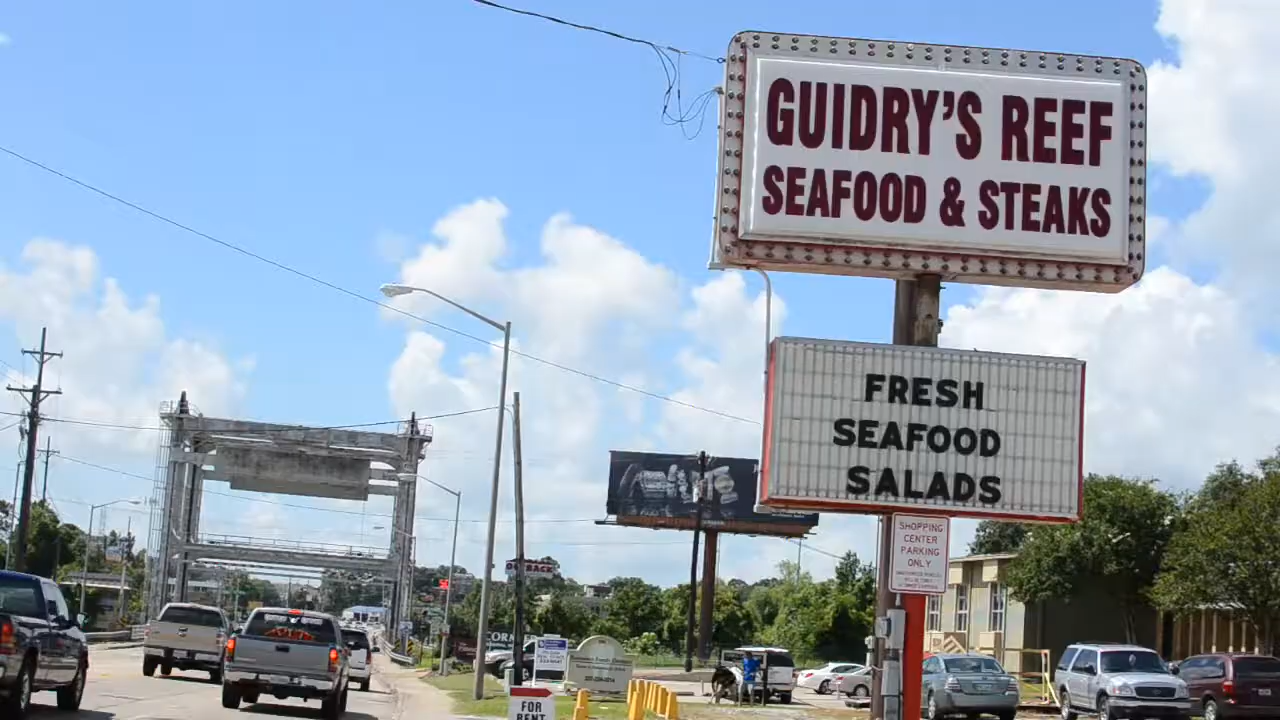 GUIDRY'S REEF
SEAFOOD & STEAKS
FRESH
SEAFOOD
SALADS
SHOPPING
CENTER
PARKING
ONLY
FOR
RENT